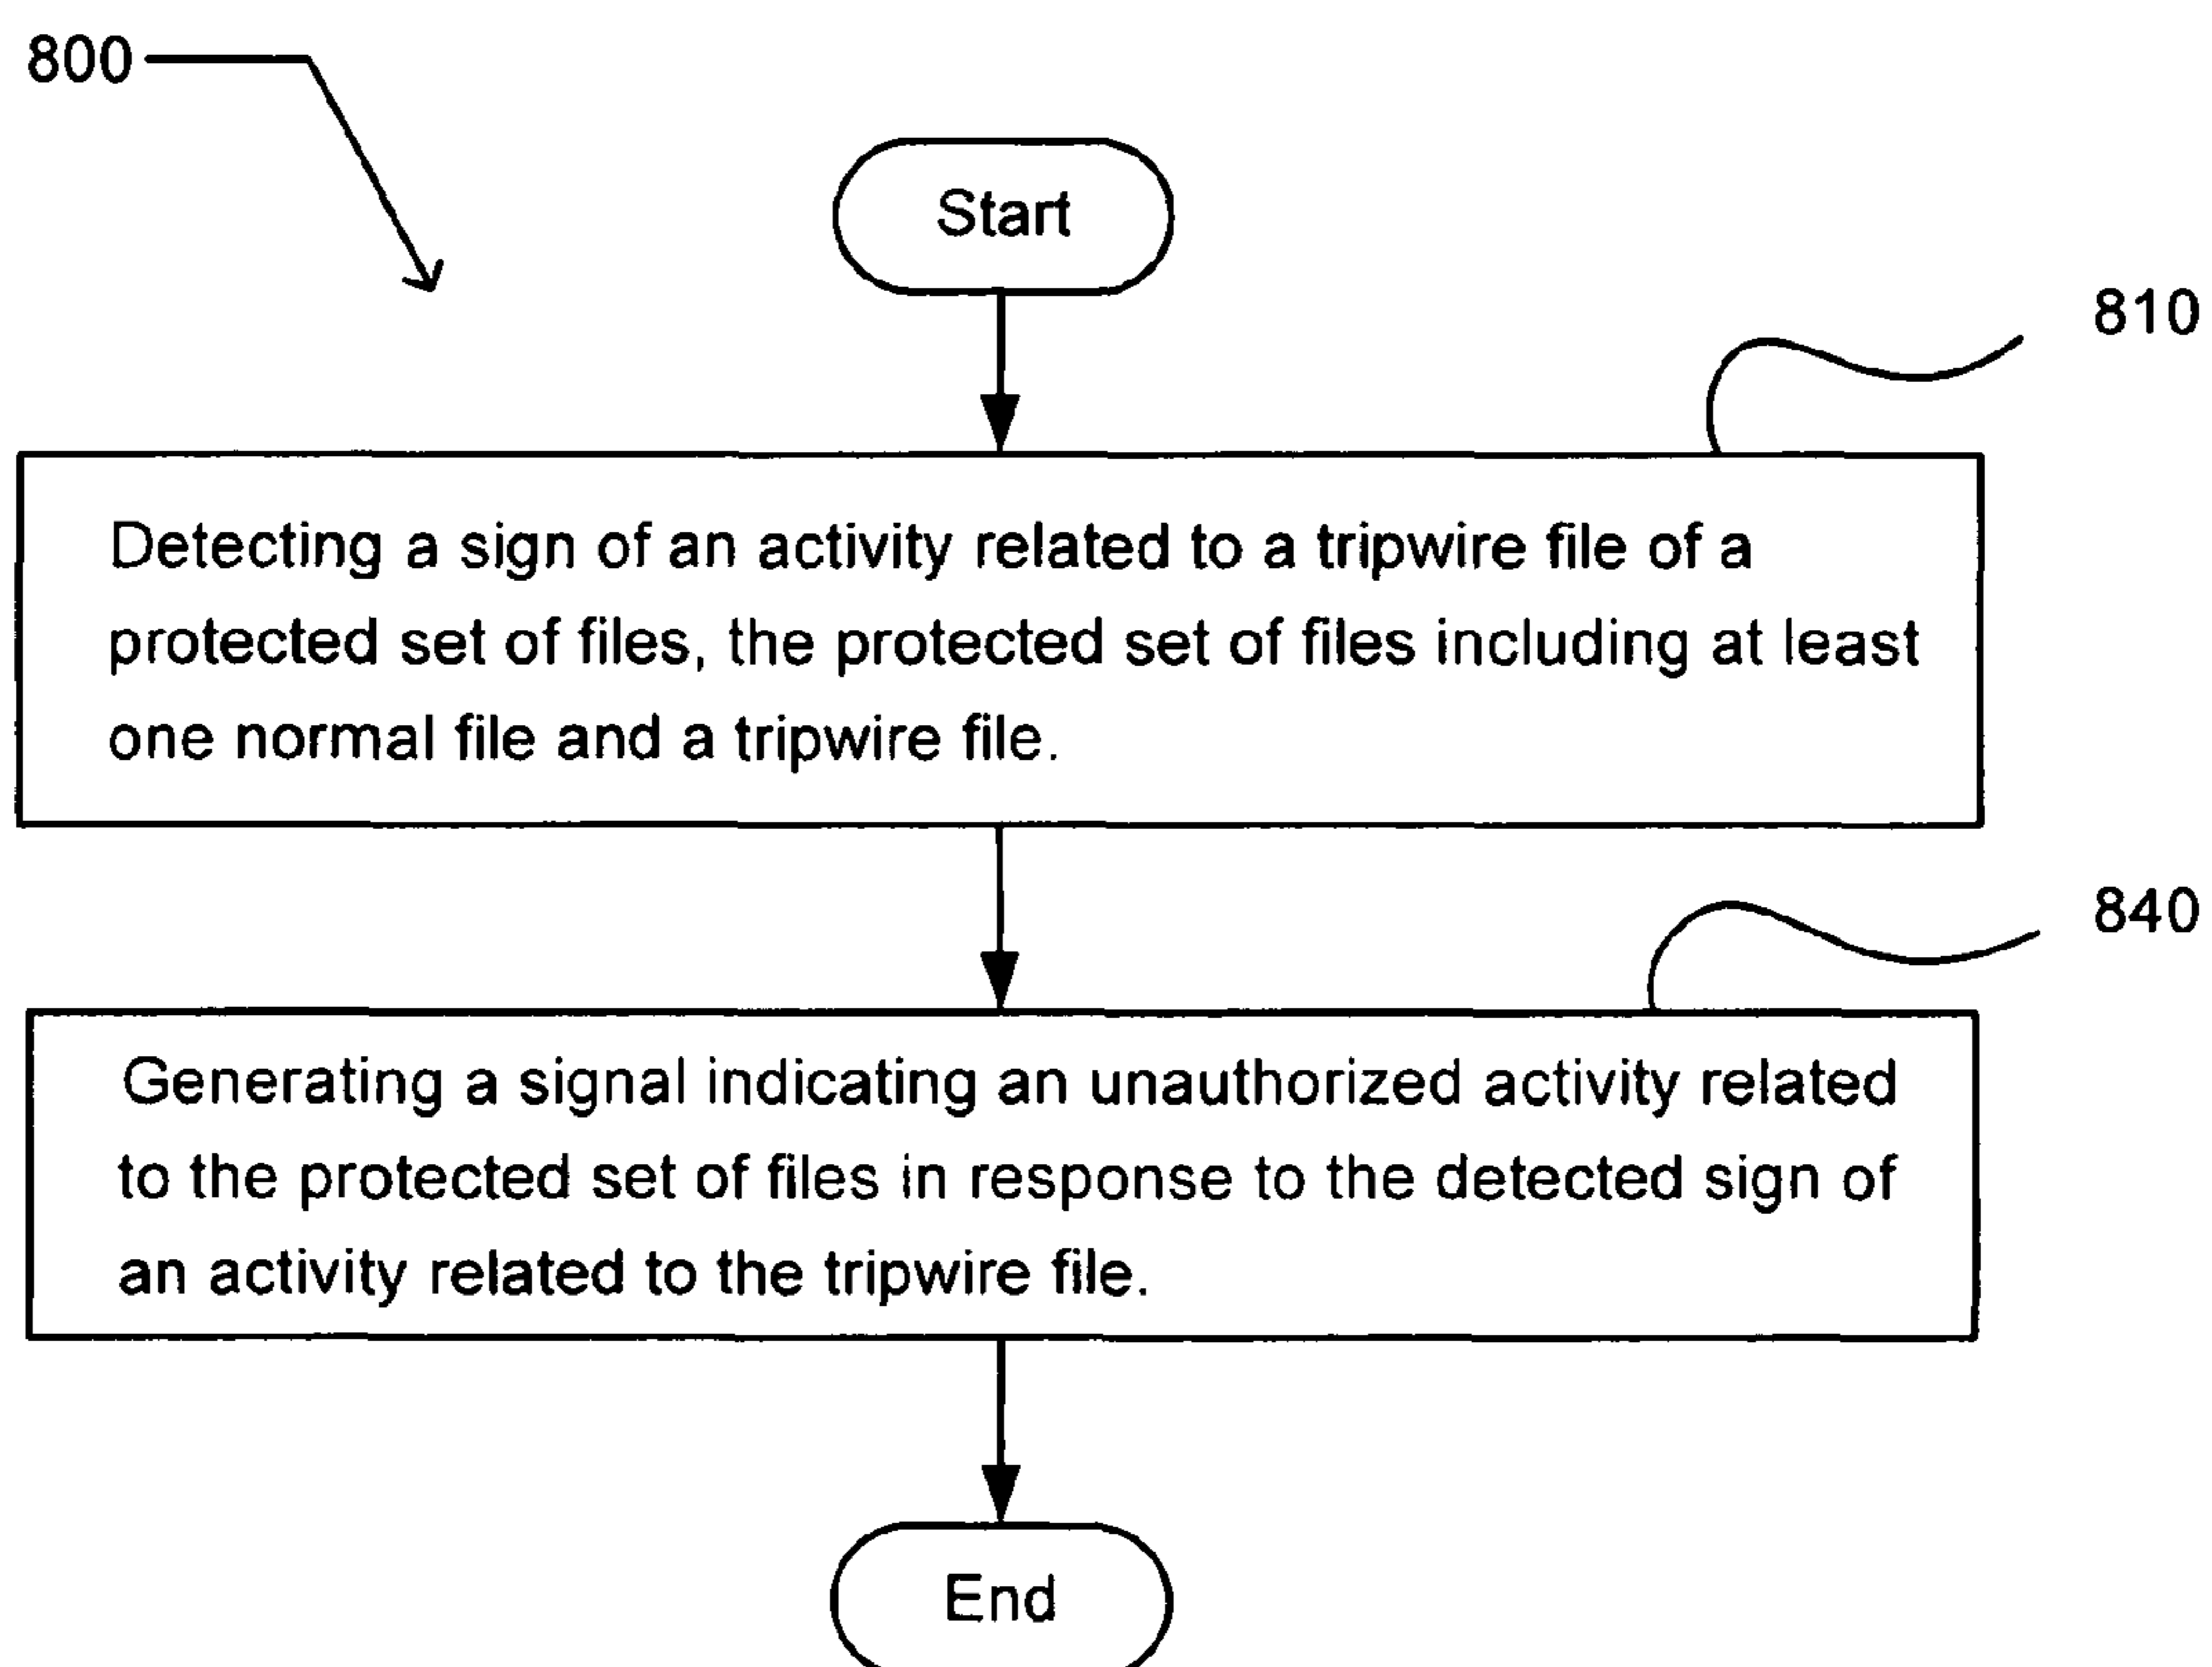 800
Start
810
Detecting a sign of an activity related to a tripwire file of a
protected set of files, the protected set of files including at least
one normal file and a tripwire file.
840
Generating a signal indicating an unauthorized activity related
to the protected set of files in response to the detected sign of
an activity related to the tripwire file.
End